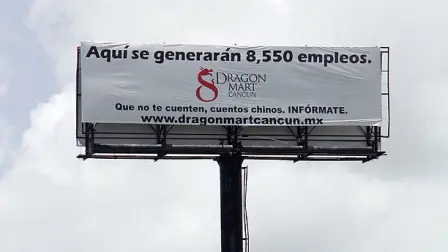 Aquí se generarán 8,550 empleos.
DRAGON
MART
CANCUN
Que no te cuenten, cuentos chinos. INFÓRMATE.
www.dragonmartcancun.mx